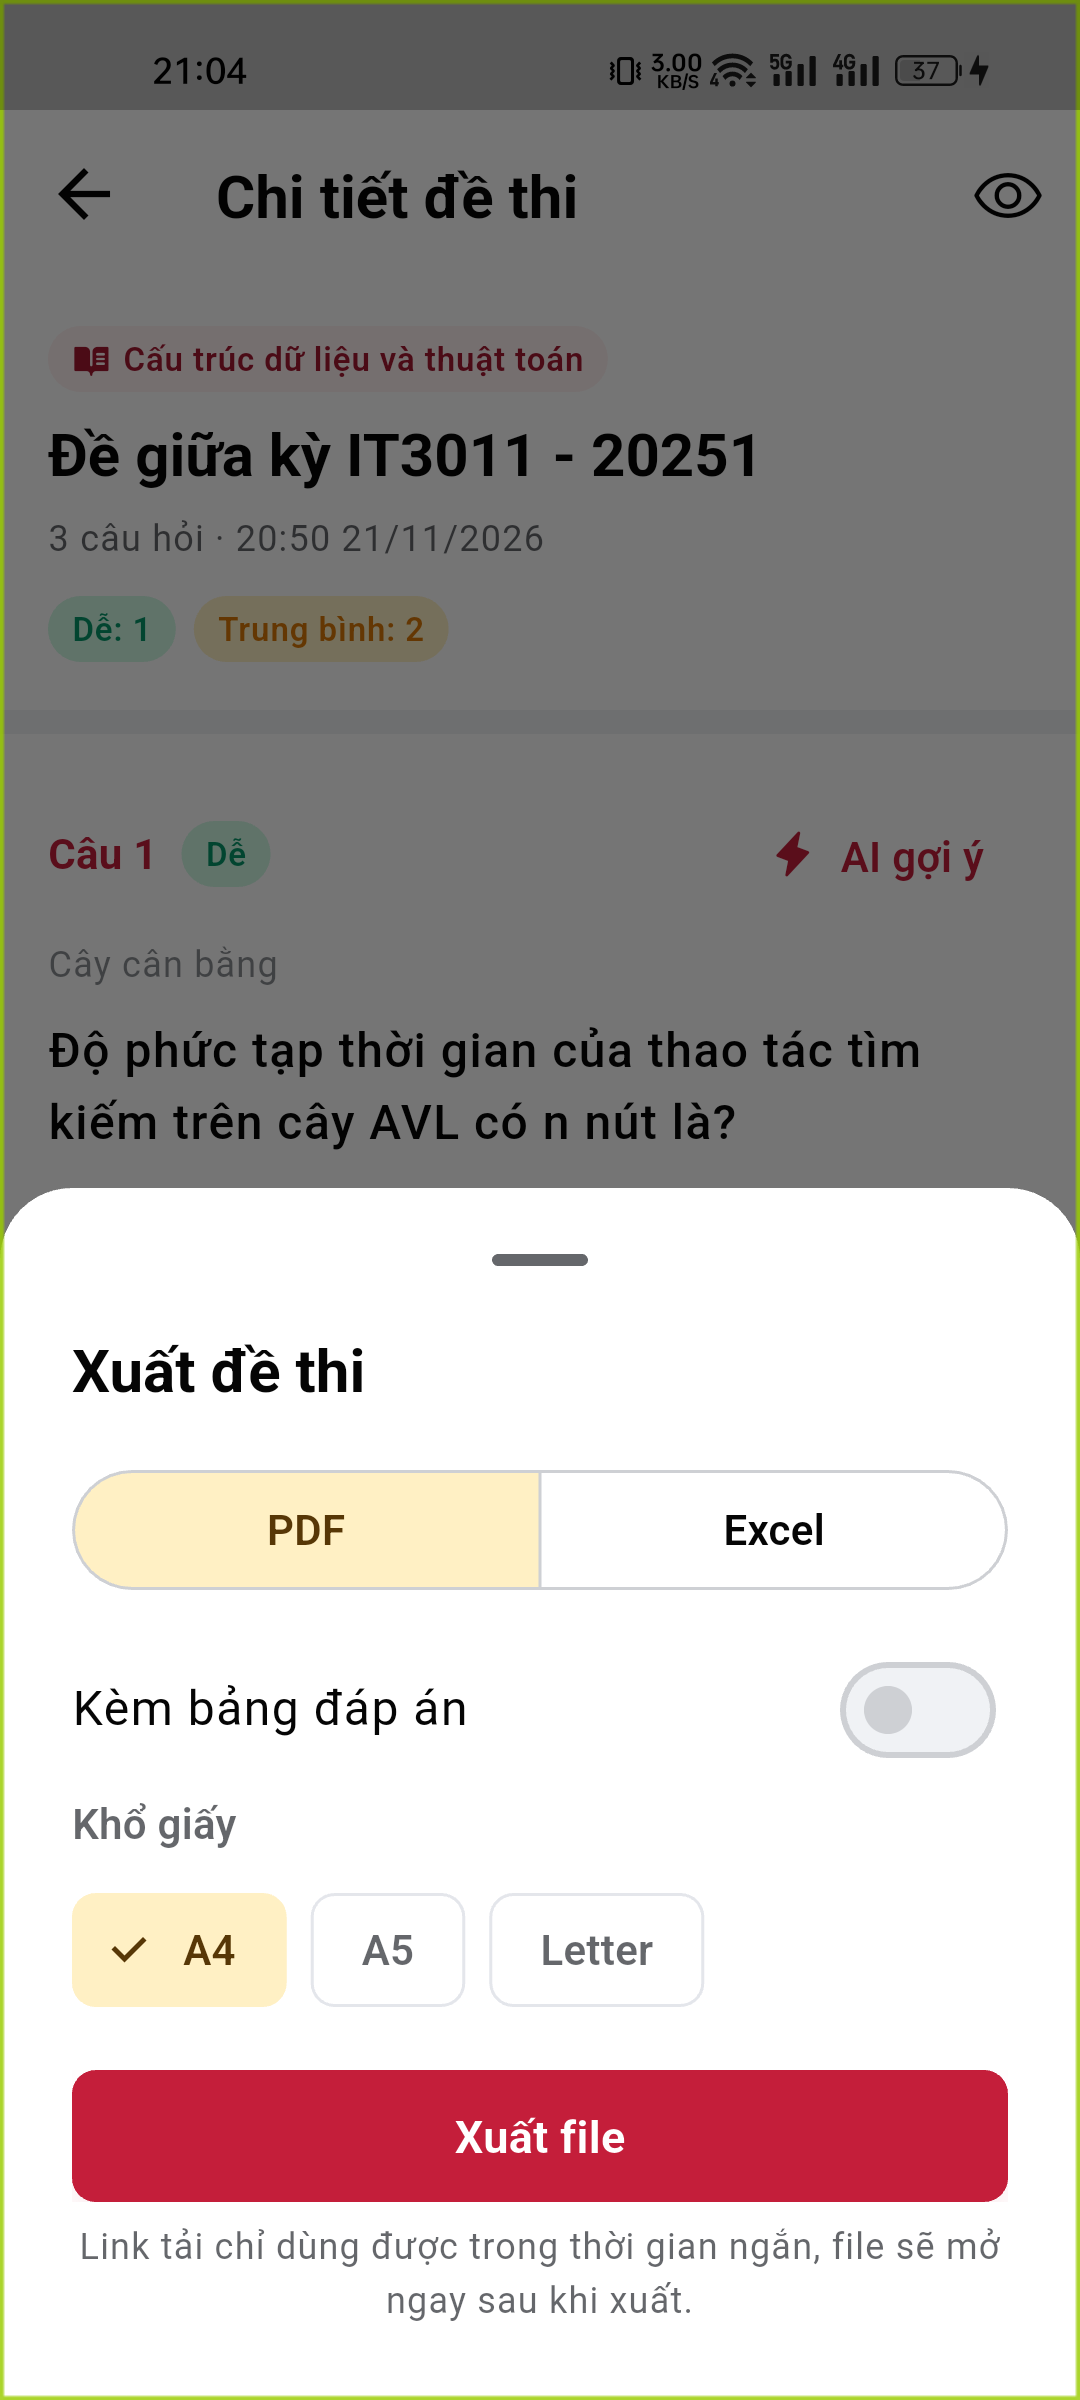 21:04
3.00
KB/S
4
5G
4G
37
Chi tiết đề thi
Cấu trúc dữ liệu và thuật toán
Đề giữa kỳ IT3011 - 20251
3 câu hỏi · 20:50 21/11/2026
Dễ: 1
Trung bình: 2
Câu 1
Dễ
AI gợi ý
Cây cân bằng
Độ phức tạp thời gian của thao tác tìm
kiếm trên cây AVL có n nút là?
Xuất đề thi
PDF
Excel
Kèm bảng đáp án
Khổ giấy
A4
A5
Letter
Xuất file
Link tải chỉ dùng được trong thời gian ngắn, file sẽ mở
ngay sau khi xuất.